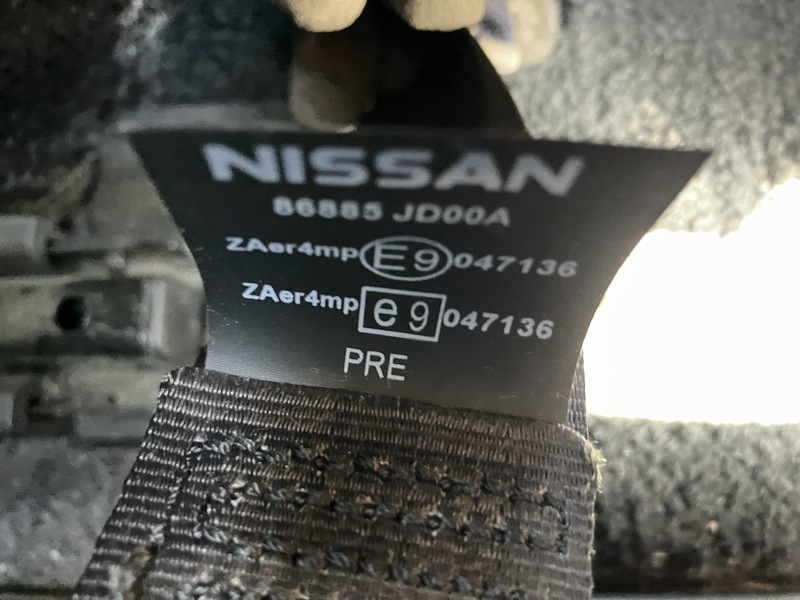 NISSAN
86885 JD00A
ZAer4mp E9 047136
ZAer4mp e9 047136
PRE